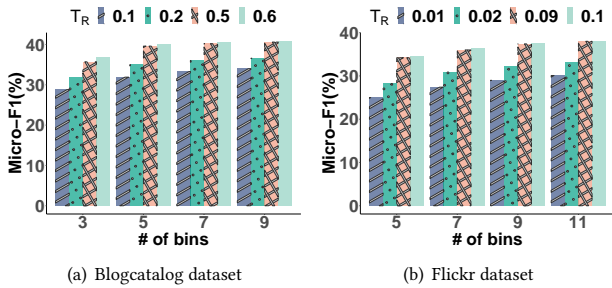 T_R 0.1 0.2 0.5 0.6
Micro−F1(%)
40
30
20
10
0
3 5 7 9
# of bins
(a) Blogcatalog dataset
T_R 0.01 0.02 0.09 0.1
Micro−F1(%)
40
30
20
10
0
5 7 9 11
# of bins
(b) Flickr dataset